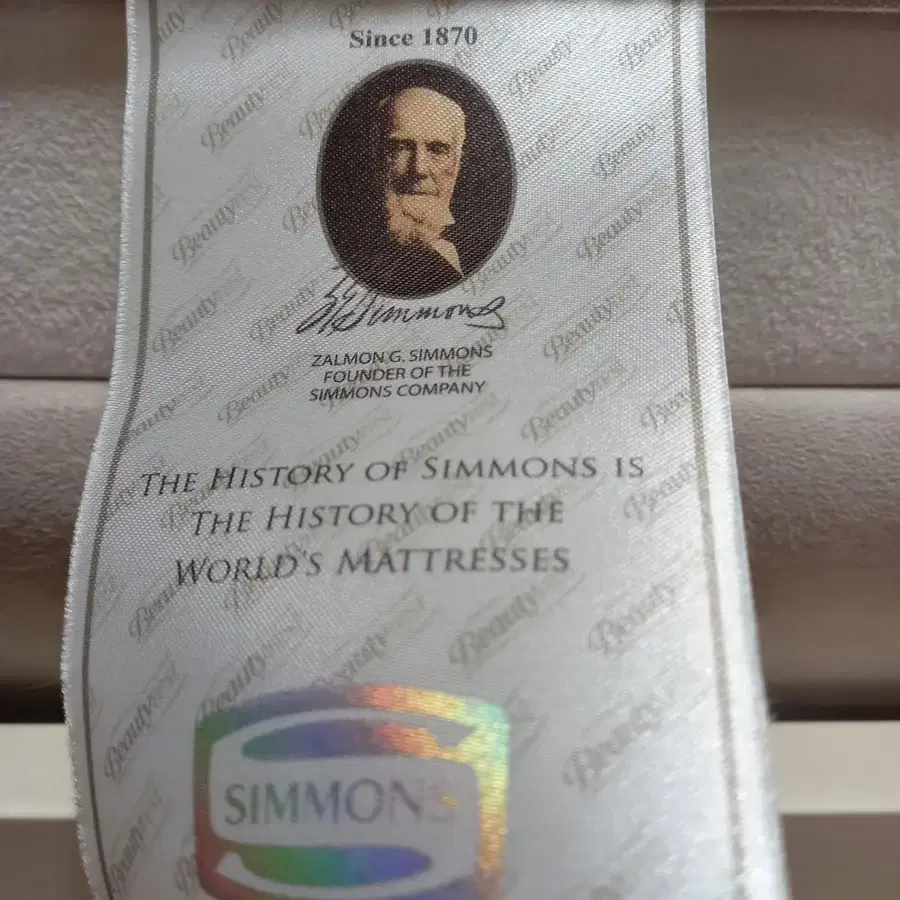 Since 1870
ZGSimmons
ZALMON G. SIMMONS
FOUNDER OF THE
SIMMONS COMPANY
THE HISTORY OF SIMMONS IS
THE HISTORY OF THE
WORLD'S MATTRESSES
SIMMONS